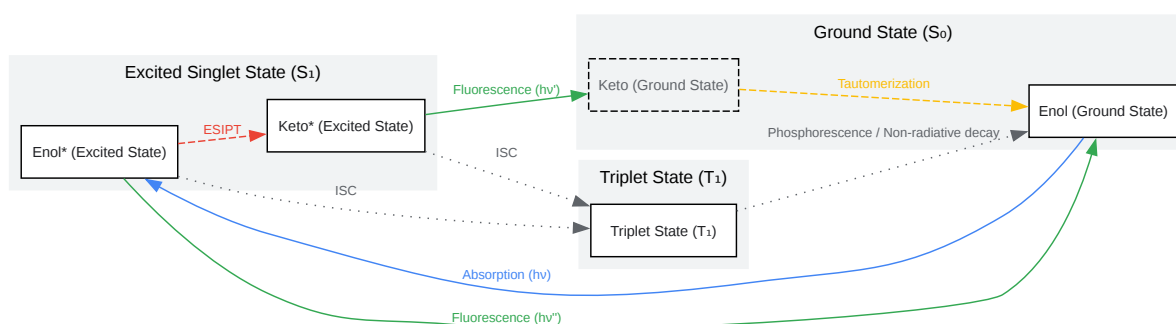 Ground State (S₀)
Excited Singlet State (S₁)
Keto (Ground State)
Tautomerization
Fluorescence (hν')
Enol (Ground State)
Keto* (Excited State)
ESIPT
Phosphorescence / Non-radiative decay
Enol* (Excited State)
ISC
Triplet State (T₁)
ISC
Triplet State (T₁)
Absorption (hν)
Fluorescence (hν'')